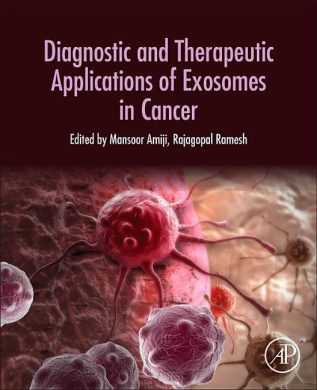 Diagnostic and Therapeutic
Applications of Exosomes
in Cancer
Edited by Mansoor Amiji, Rajagopal Ramesh
AP